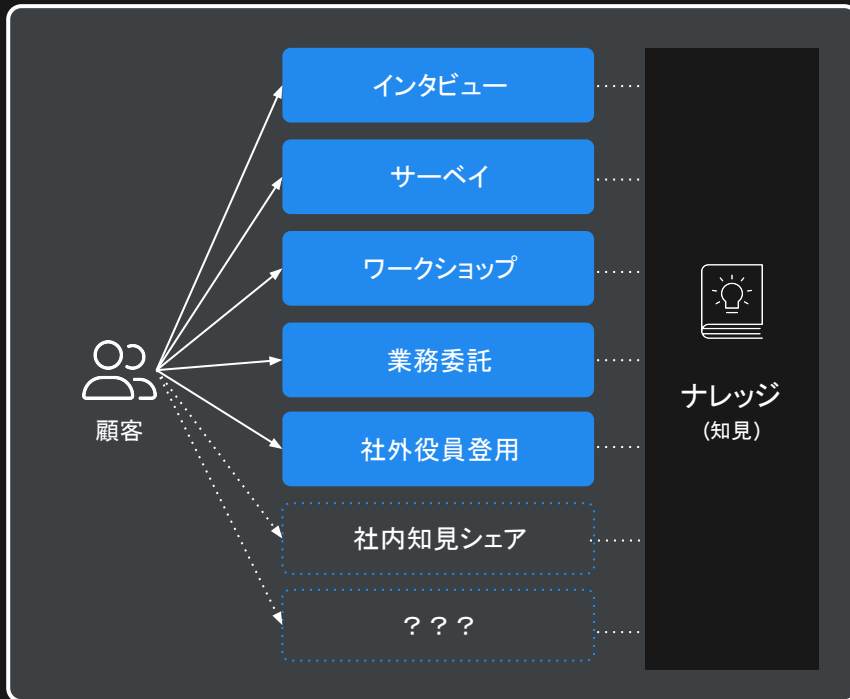 インタビュー
サーベイ
ワークショップ
業務委託
社外役員登用
社内知見シェア
？？？
顧客
ナレッジ
(知見)